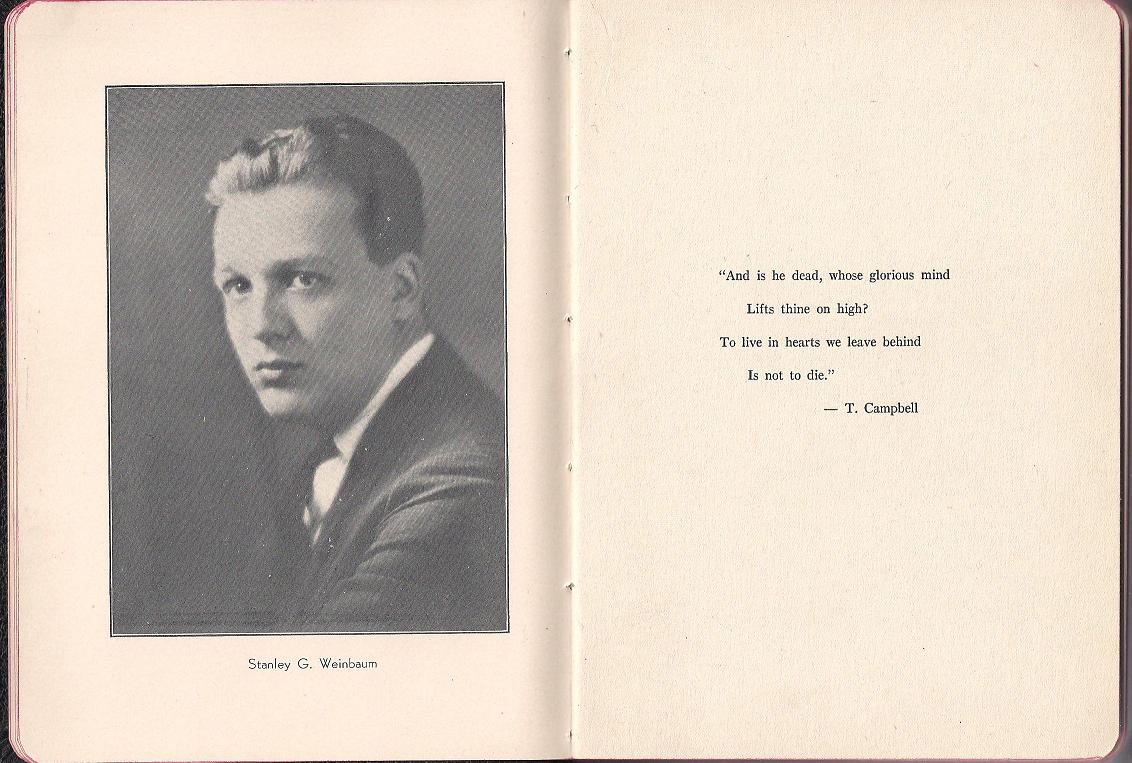 Stanley G. Weinbaum
“And is he dead, whose glorious mind
Lifts thine on high?
To live in hearts we leave behind
Is not to die.”
— T. Campbell